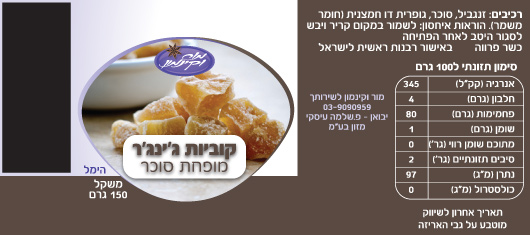 רכיבים: זנגביל, סוכר, גופרית דו חמצנית (חומר
משמר). הוראות איחסון: לשמור במקום קריר ויבש
לסגור היטב לאחר הפתיחה
כשר פרווה באישור רבנות ראשית לישראל
סימון תזונתי ל100 גרם
אנרגיה (קק"ל) 345
חלבון (גרם) 4
פחמימות (גרם) 80
שומן (גרם) 1
מתוכם שומן רווי (גר') 0
סיבים תזונתיים (גר') 2
נתרן (מ"ג) 97
כולסטרול (מ"ג) 0
תאריך אחרון לשיווק
מוטבע על גבי האריזה
מור וקינמון לשירותך
03-9090959
יבואן - פ.שלמה עיסקי
מזון בע"מ
מור
וקינמון
קוביות ג'ינג'ר
מופחת סוכר
הימל
משקל
150 גרם